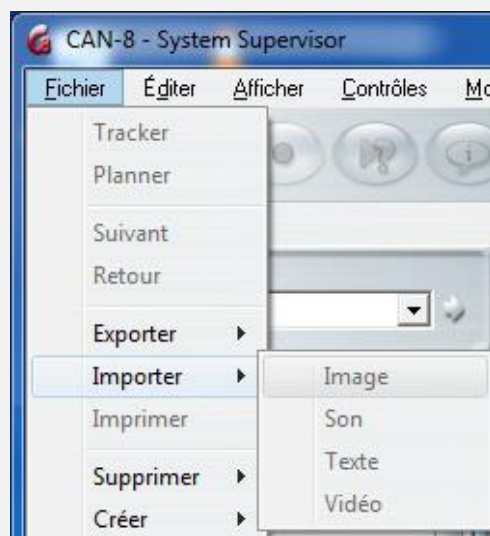 CAN-8 - System Supervisor
Fichier Éditer Afficher Contrôles
Tracker
Planner
Suivant
Retour
Exporter
Importer
Image
Imprimer
Son
Texte
Supprimer
Vidéo
Créer